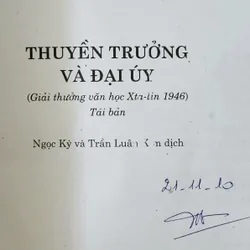 THUYỀN TRƯỞNG
VÀ ĐẠI ÚY
(Giải thưởng văn học Xta-lin 1946)
Tái bản
Ngọc Kỳ và Trần Luân dịch
21-11-10